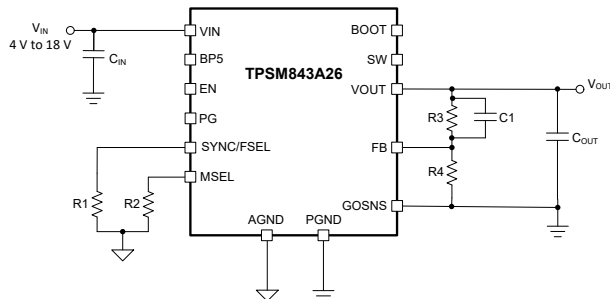 VIN
4 V to 18 V
CIN
VIN
BP5
EN
PG
SYNC/FSEL
MSEL
R1
R2
TPSM843A26
BOOT
SW
VOUT
FB
GOSNS
AGND
PGND
R3
C1
R4
VOUT
COUT